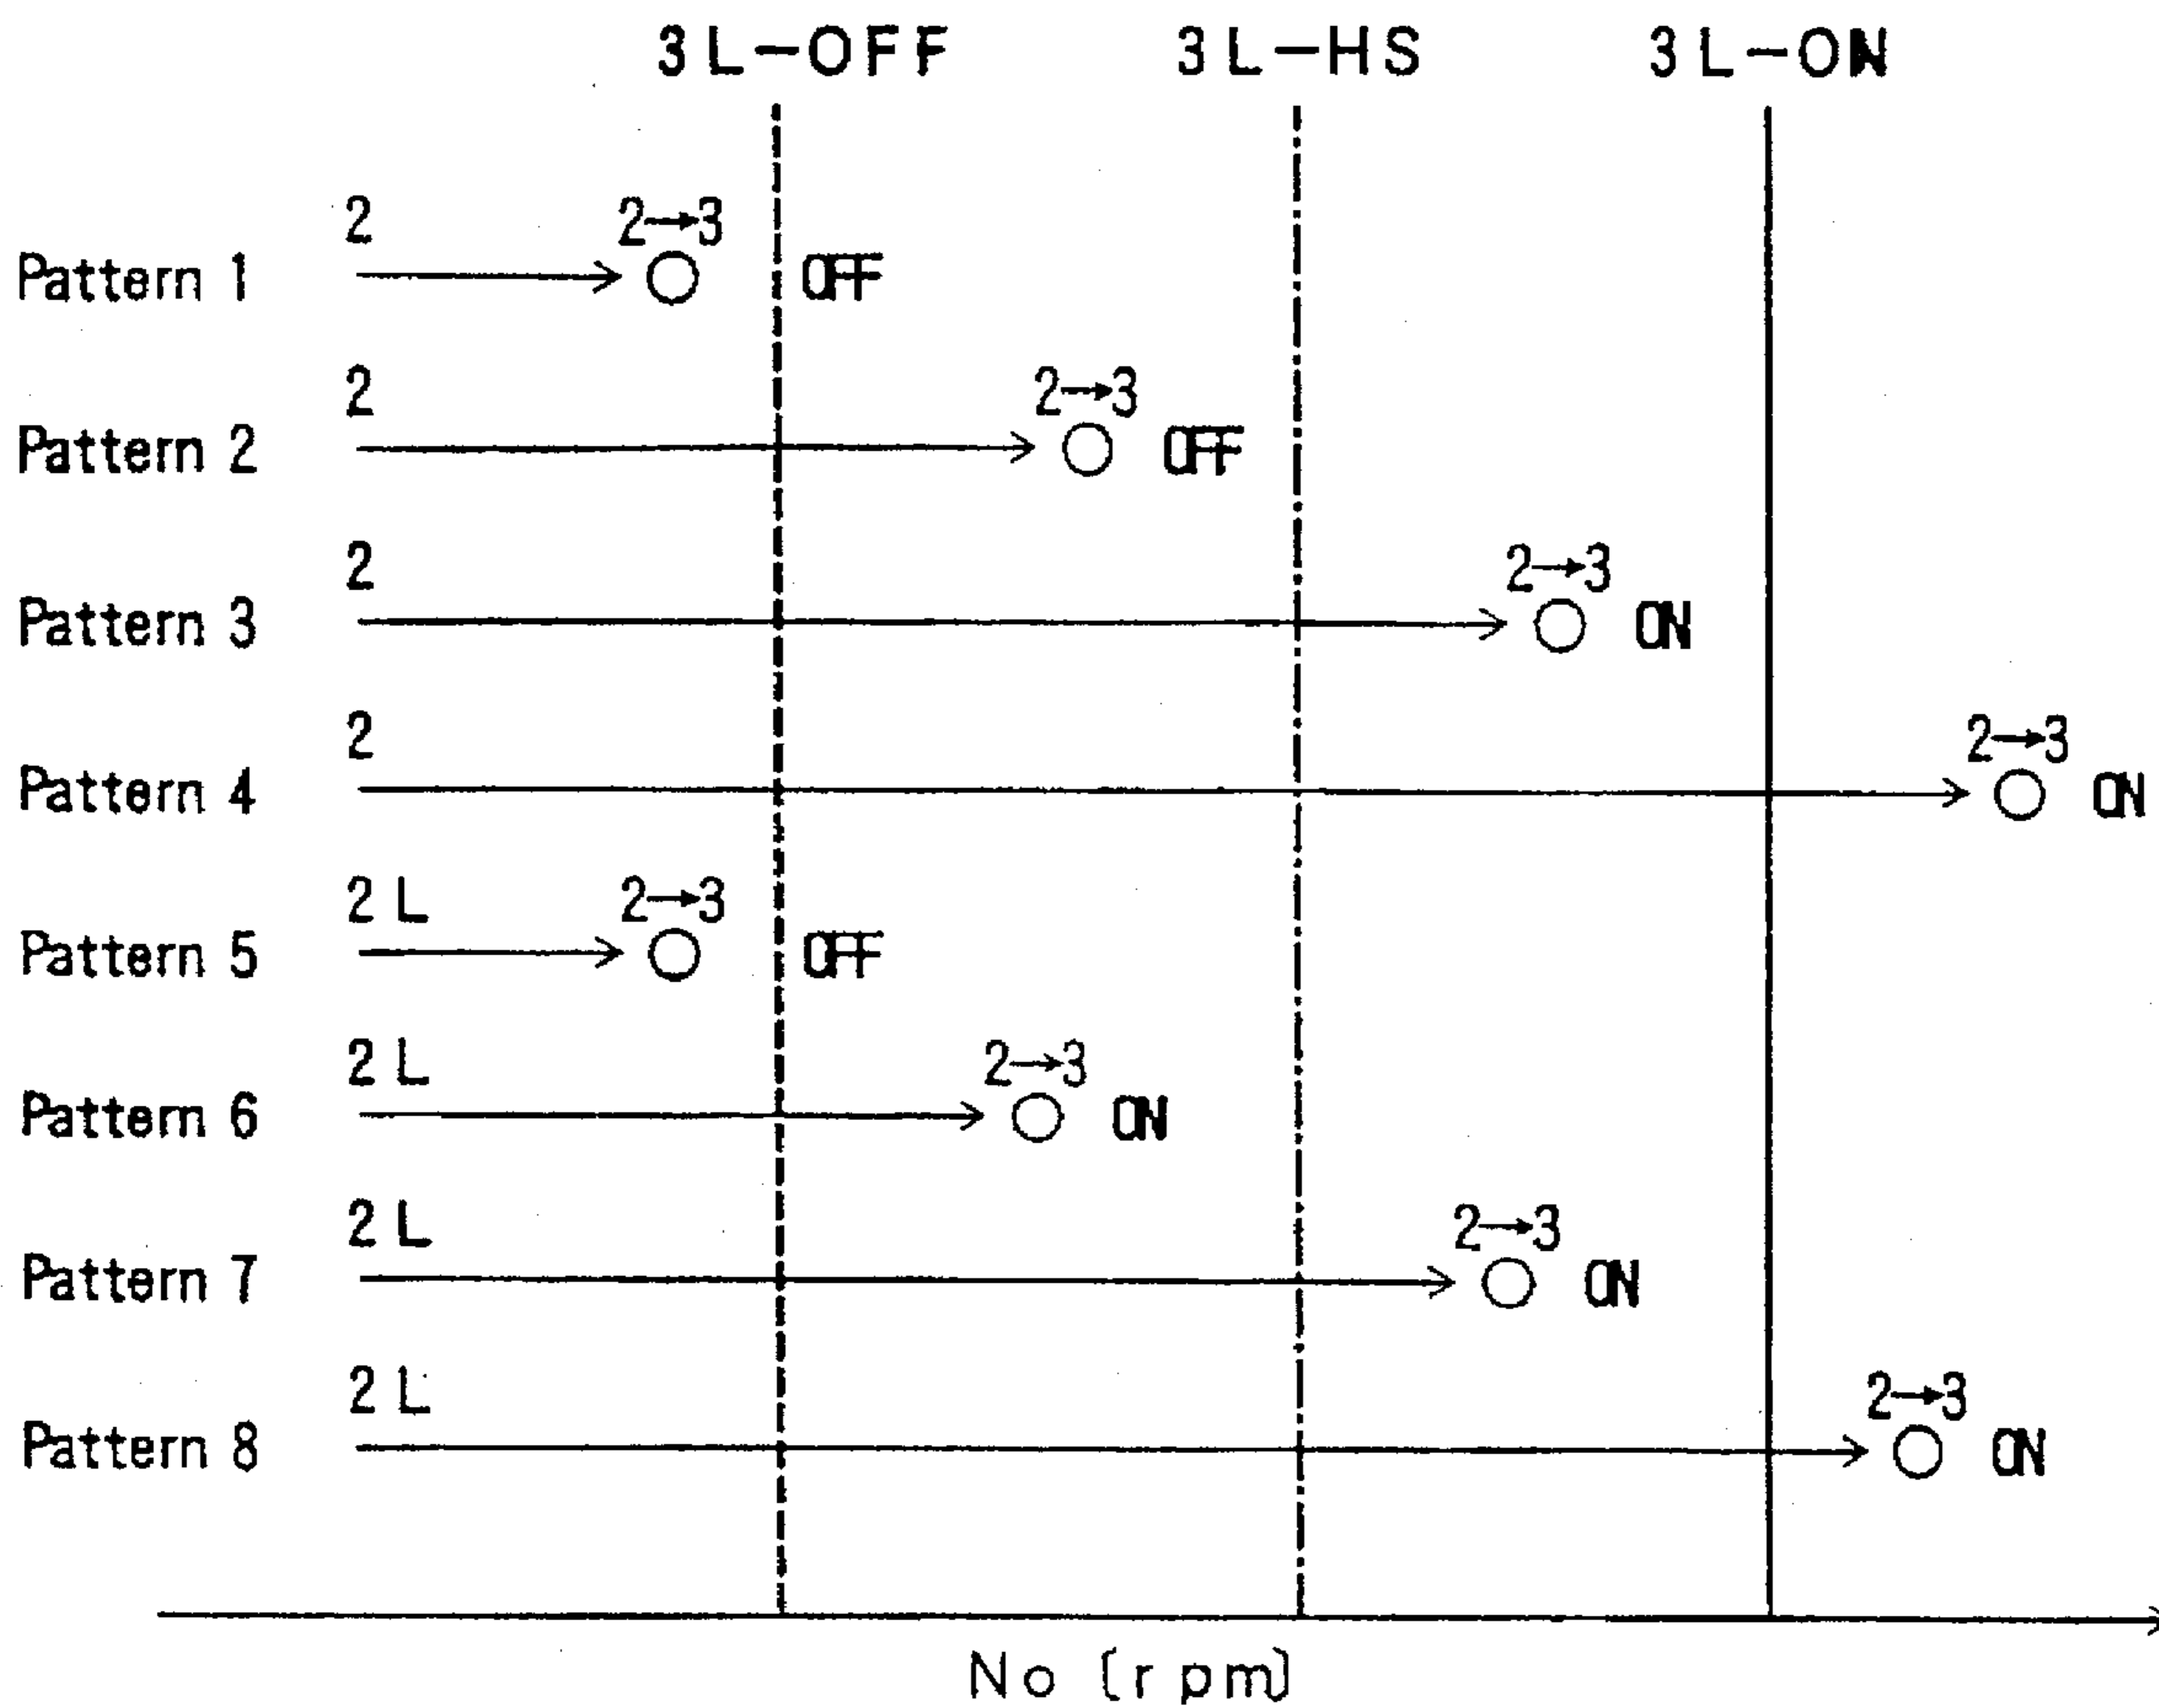 3L-OFF 3L-HS 3L-ON
2 2→3
Pattern 1 OFF
2 2→3
Pattern 2 OFF
2 2→3
Pattern 3 ON
2 2→3
Pattern 4 ON
2L 2→3
Pattern 5 OFF
2L 2→3
Pattern 6 ON
2L 2→3
Pattern 7 ON
2L 2→3
Pattern 8 ON
No (rpm)